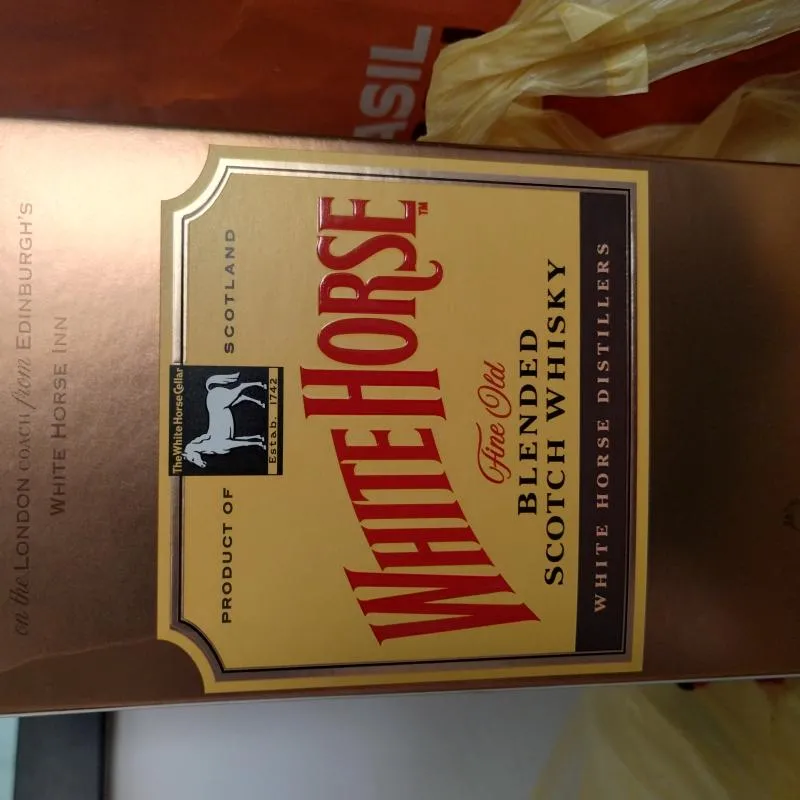 on the LONDON COACH from EDINBURGH'S
WHITE HORSE INN
The White Horse Cellar
Estab. 1742
PRODUCT OF SCOTLAND
WHITE HORSE™
Fine Old
BLENDED
SCOTCH WHISKY
WHITE HORSE DISTILLERS
ASIL